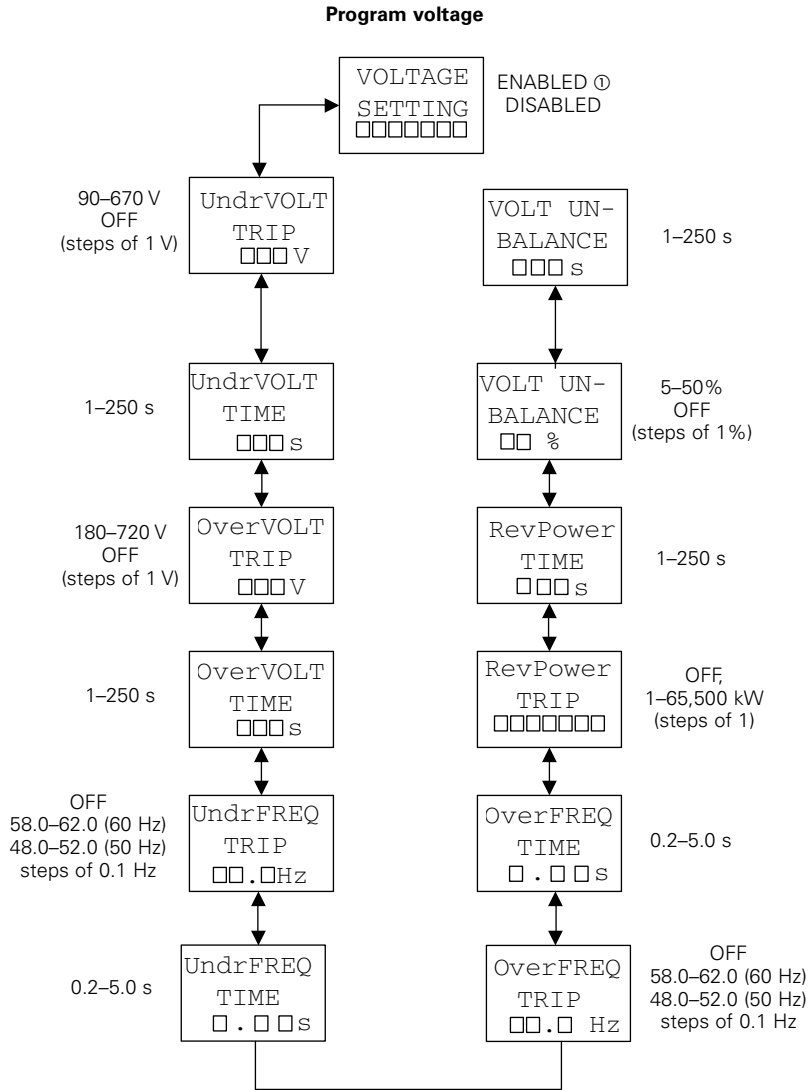 Program voltage
VOLTAGE
SETTING
□□□□□□□
ENABLED ①
DISABLED
90–670 V
OFF
(steps of 1 V)
UndrVOLT
TRIP
□□□V
1–250 s
UndrVOLT
TIME
□□□s
180–720 V
OFF
(steps of 1 V)
OverVOLT
TRIP
□□□V
1–250 s
OverVOLT
TIME
□□□s
OFF
58.0–62.0 (60 Hz)
48.0–52.0 (50 Hz)
steps of 0.1 Hz
UndrFREQ
TRIP
□□.□Hz
0.2–5.0 s
UndrFREQ
TIME
□.□□s
VOLT UN-
BALANCE
□□□s
1–250 s
VOLT UN-
BALANCE
□□ %
5–50%
OFF
(steps of 1%)
RevPower
TIME
□□□s
1–250 s
RevPower
TRIP
□□□□□□□
OFF,
1–65,500 kW
(steps of 1)
OverFREQ
TIME
□.□□s
0.2–5.0 s
OverFREQ
TRIP
□□.□ Hz
OFF
58.0–62.0 (60 Hz)
48.0–52.0 (50 Hz)
steps of 0.1 Hz